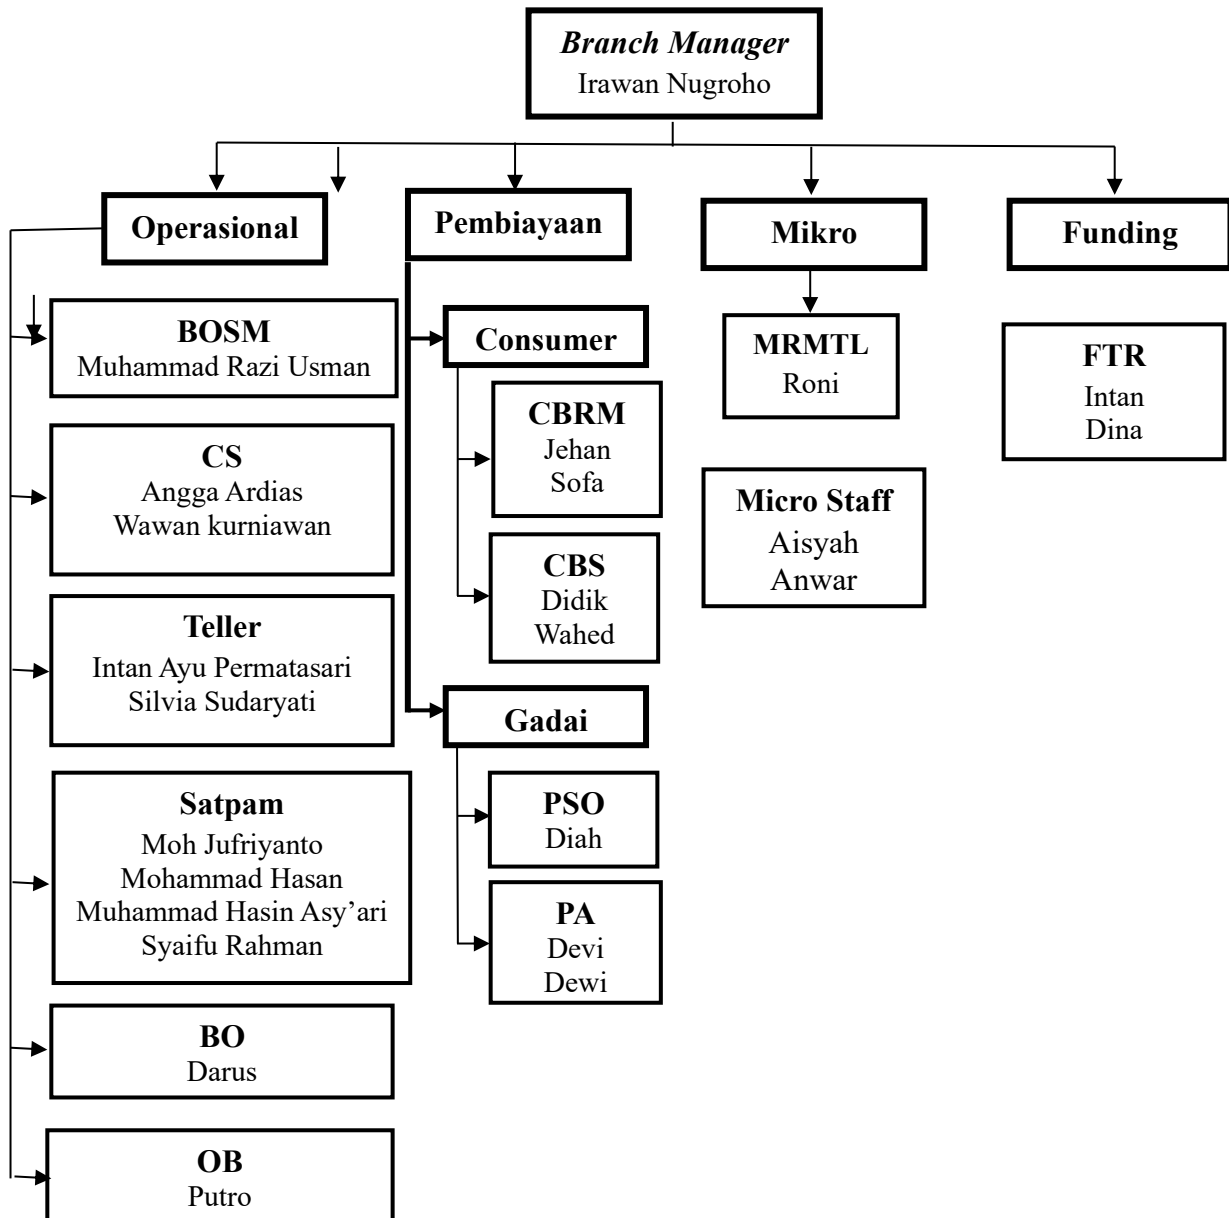 Branch Manager
Irawan Nugroho
Operasional
Pembiayaan
Mikro
Funding
BOSM
Muhammad Razi Usman
CS
Angga Ardias
Wawan kurniawan
Teller
Intan Ayu Permatasari
Silvia Sudaryati
Satpam
Moh Jufriyanto
Mohammad Hasan
Muhammad Hasin Asy’ari
Syaifu Rahman
BO
Darus
OB
Putro
Consumer
CBRM
Jehan
Sofa
CBS
Didik
Wahed
Gadai
PSO
Diah
PA
Devi
Dewi
MRMTL
Roni
Micro Staff
Aisyah
Anwar
FTR
Intan
Dina